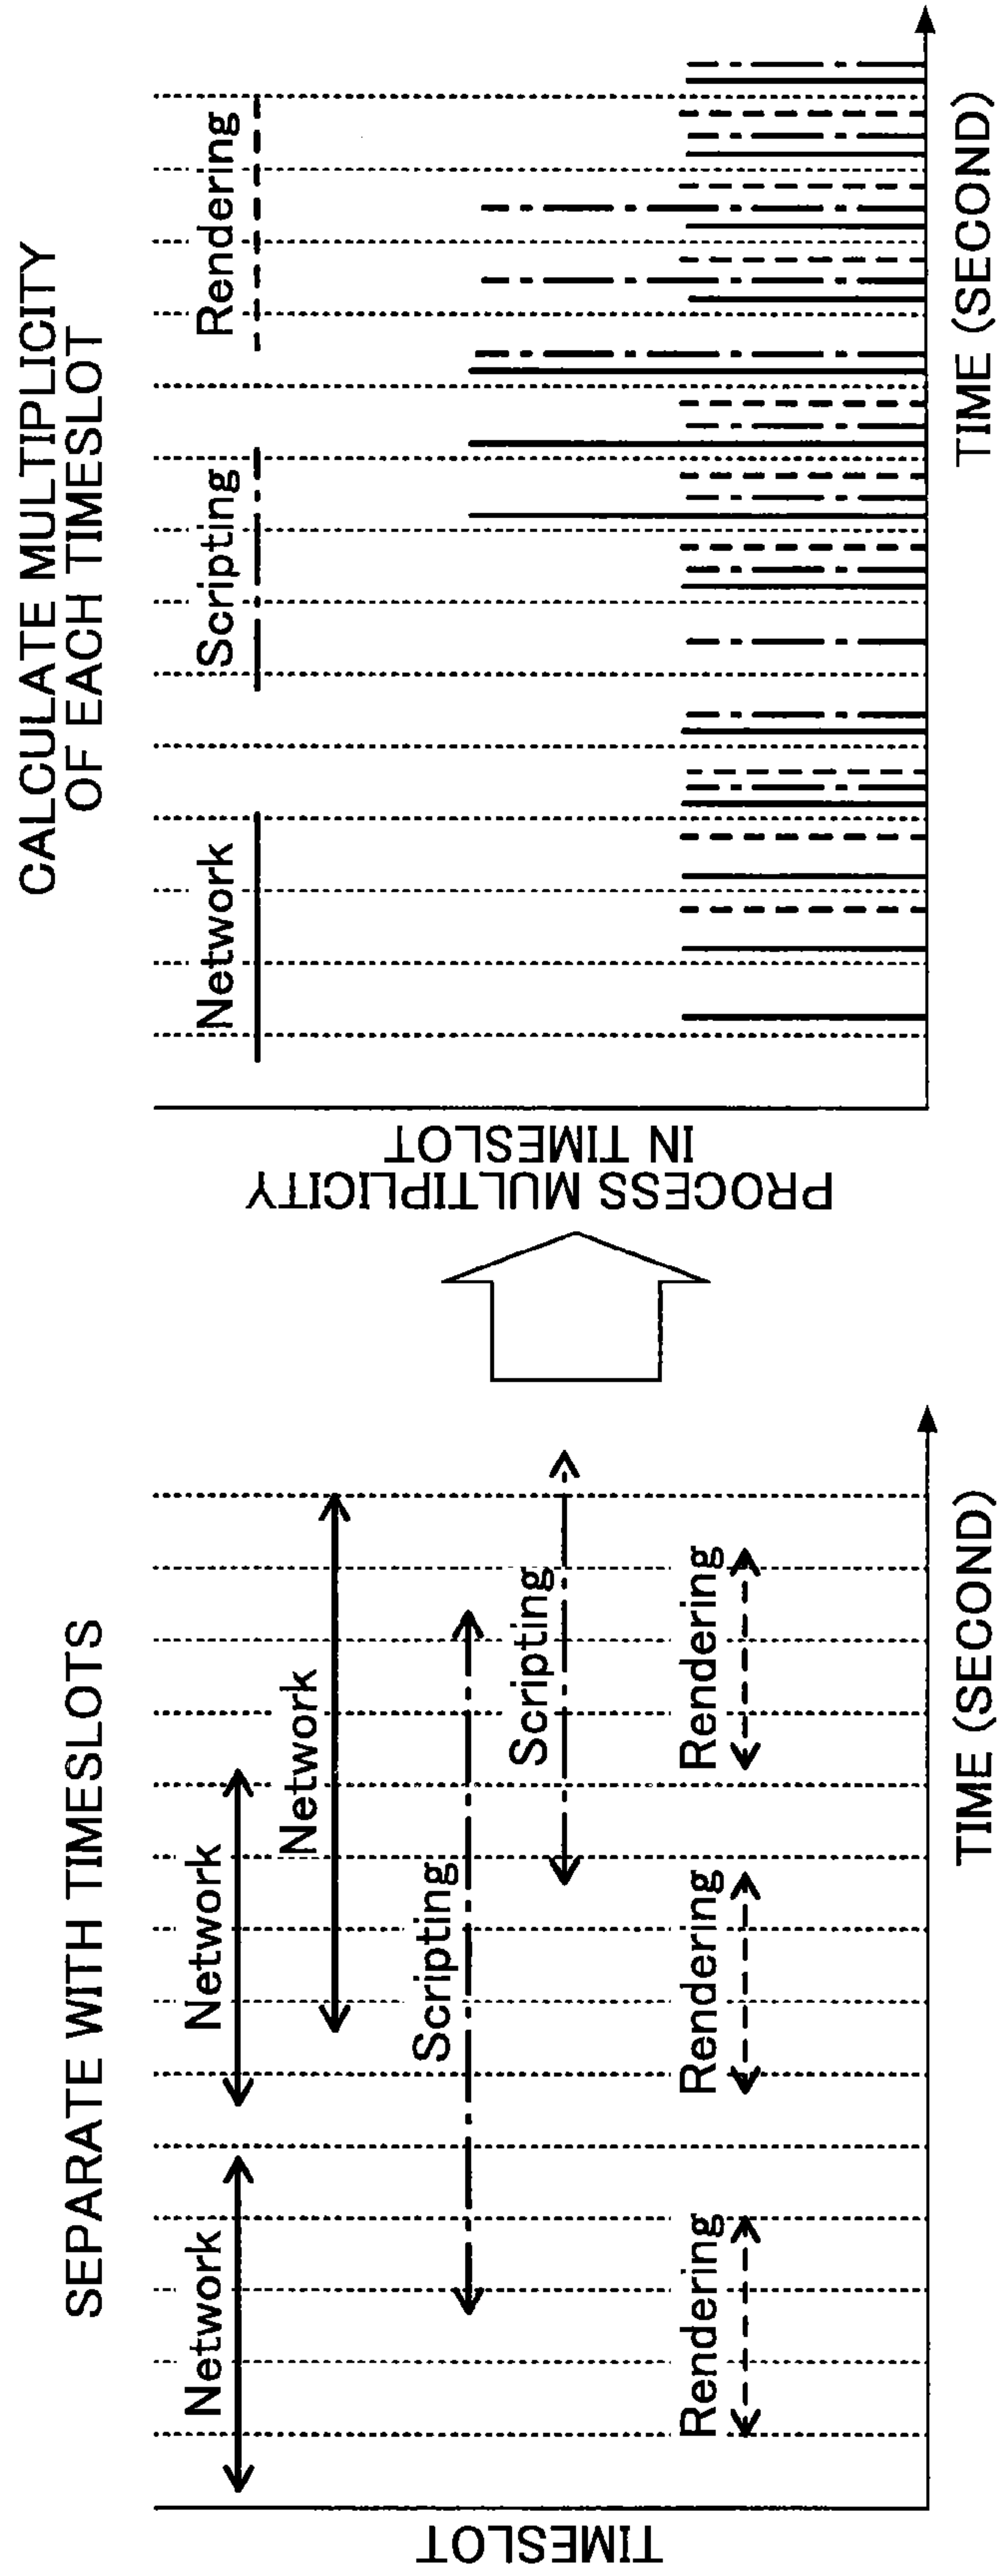 SEPARATE WITH TIMESLOTS
Network
Network
Network
Scripting
Scripting
Rendering
Rendering
Rendering
TIMESLOT
TIME (SECOND)
CALCULATE MULTIPLICITY
OF EACH TIMESLOT
Network
Scripting
Rendering
PROCESS MULTIPLICITY
IN TIMESLOT
TIME (SECOND)